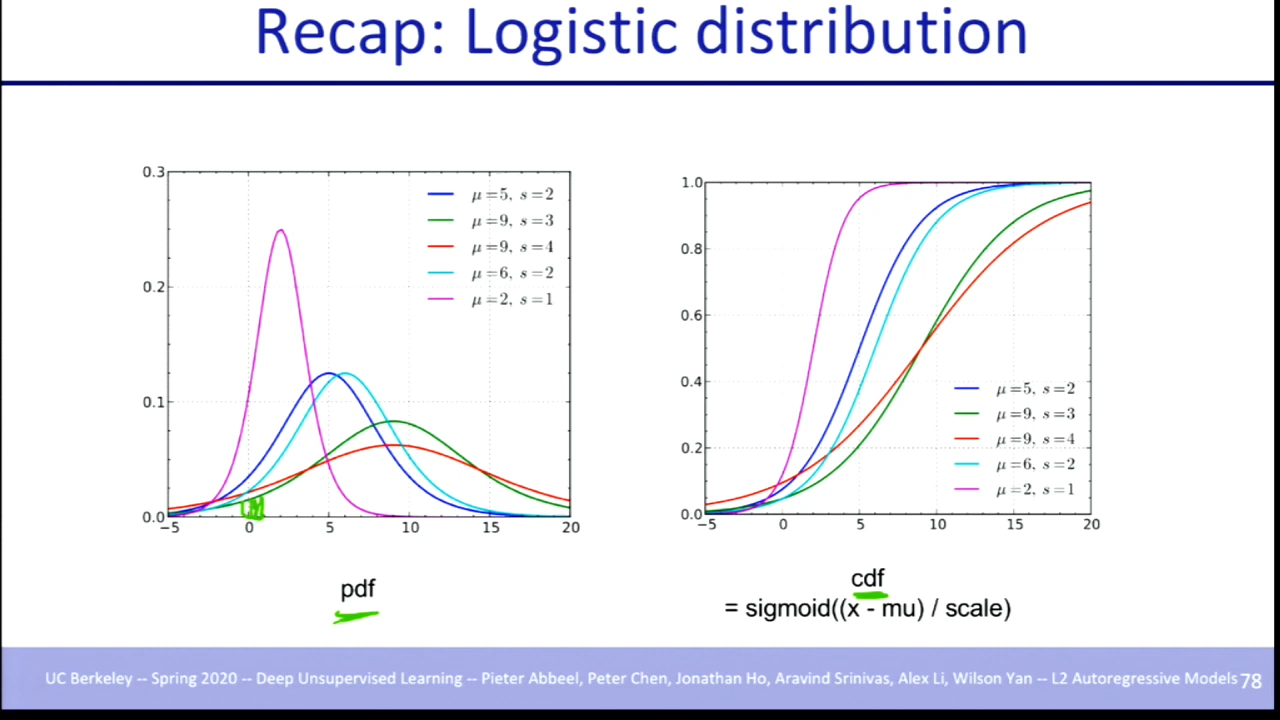 Recap: Logistic distribution
0.3
0.2
0.1
0.0
−5
0
5
10
15
20
μ=5, s=2
μ=9, s=3
μ=9, s=4
μ=6, s=2
μ=2, s=1
pdf
1.0
0.8
0.6
0.4
0.2
0.0
−5
0
5
10
15
20
μ=5, s=2
μ=9, s=3
μ=9, s=4
μ=6, s=2
μ=2, s=1
cdf
= sigmoid((x - mu) / scale)
UC Berkeley -- Spring 2020 -- Deep Unsupervised Learning -- Pieter Abbeel, Peter Chen, Jonathan Ho, Aravind Srinivas, Alex Li, Wilson Yan -- L2 Autoregressive Models 78